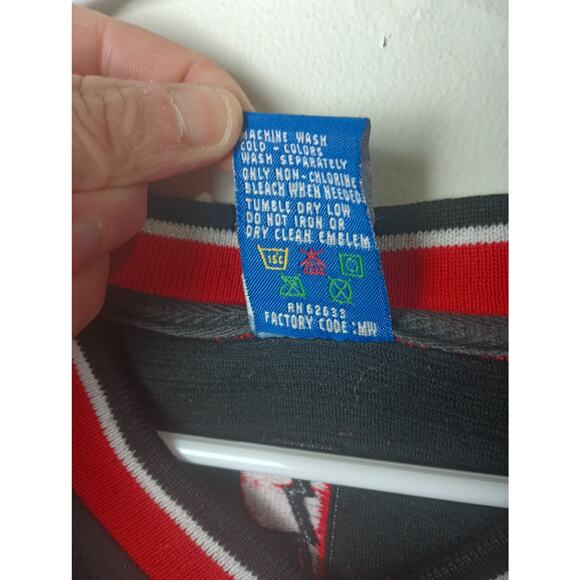 MACHINE WASH
COLD - COLORS
WASH SEPARATELY
ONLY NON-CHLORINE
BLEACH WHEN NEEDED.
TUMBLE DRY LOW
DO NOT IRON OR
DRY CLEAN EMBLEM
RN 62633
FACTORY CODE : MW